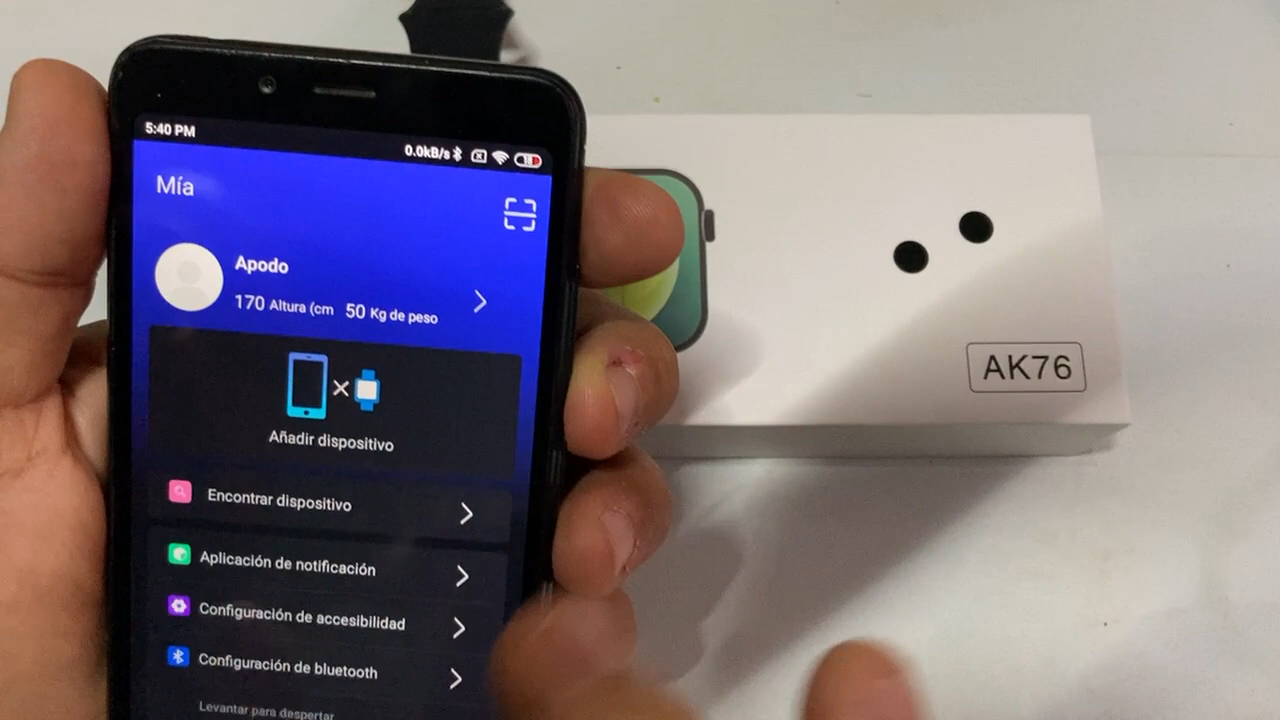 5:40 PM
0.0kB/s
18
Mía
Apodo
170 Altura (cm 50 Kg de peso
Añadir dispositivo
Encontrar dispositivo
Aplicación de notificación
Configuración de accesibilidad
Configuración de bluetooth
Levantar para despertar
AK76